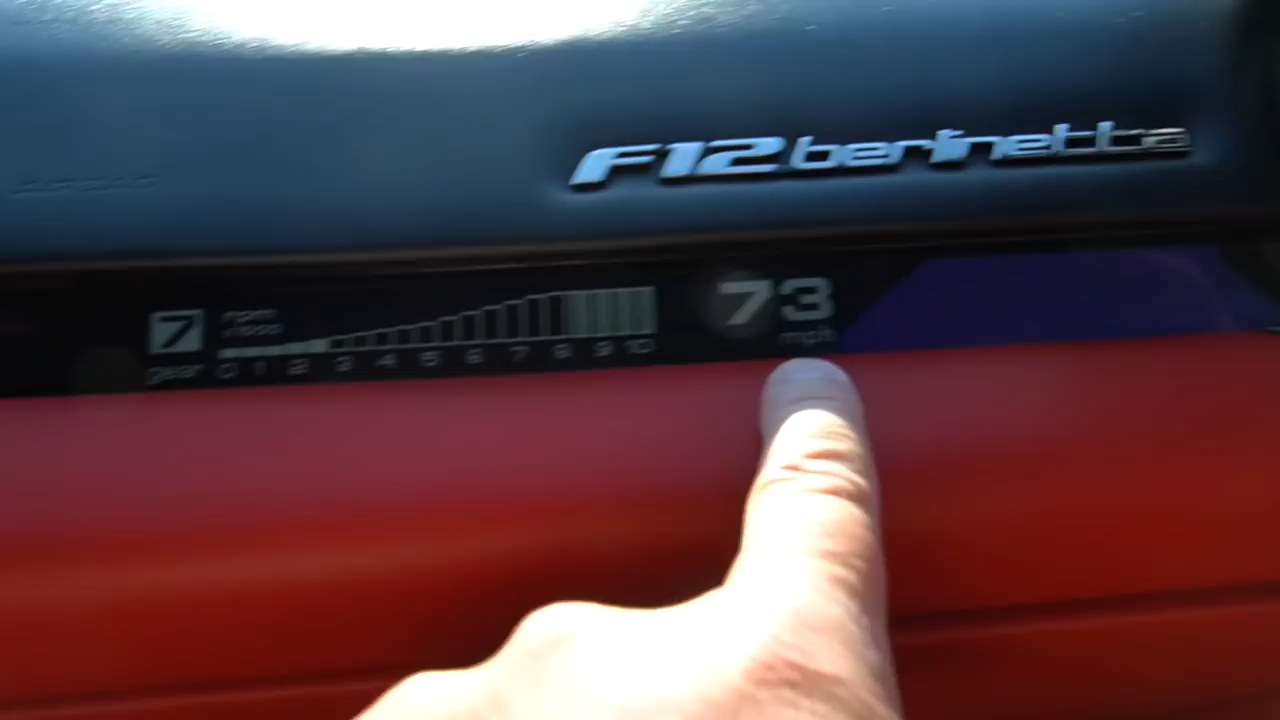 F12berlinetta
7 rpm 73
x1000 mph
gear 0 1 2 3 4 5 6 7 8 9 10